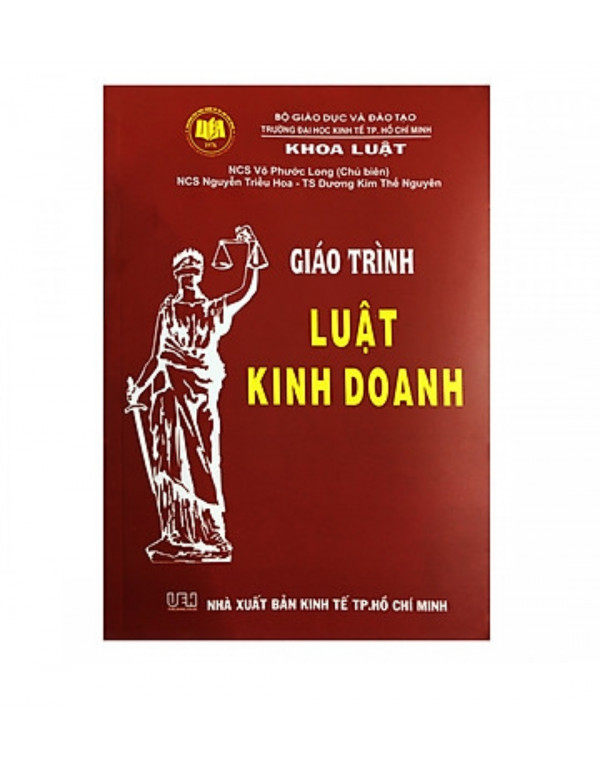 BỘ GIÁO DỤC VÀ ĐÀO TẠO
TRƯỜNG ĐẠI HỌC KINH TẾ TP. HỒ CHÍ MINH
KHOA LUẬT
NCS Võ Phước Long (Chủ biên)
NCS Nguyễn Triều Hoa - TS Dương Kim Thế Nguyên
GIÁO TRÌNH
LUẬT
KINH DOANH
UEH NHÀ XUẤT BẢN KINH TẾ TP.HỒ CHÍ MINH